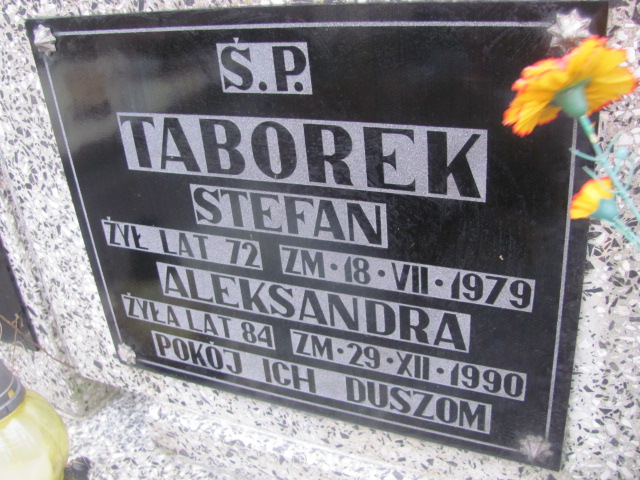 Ś.P.
TABOREK
STEFAN
ŻYŁ LAT 72 ZM·18·VII·1979
ALEKSANDRA
ŻYŁA LAT 84 ZM·29·XII·1990
POKÓJ ICH DUSZOM